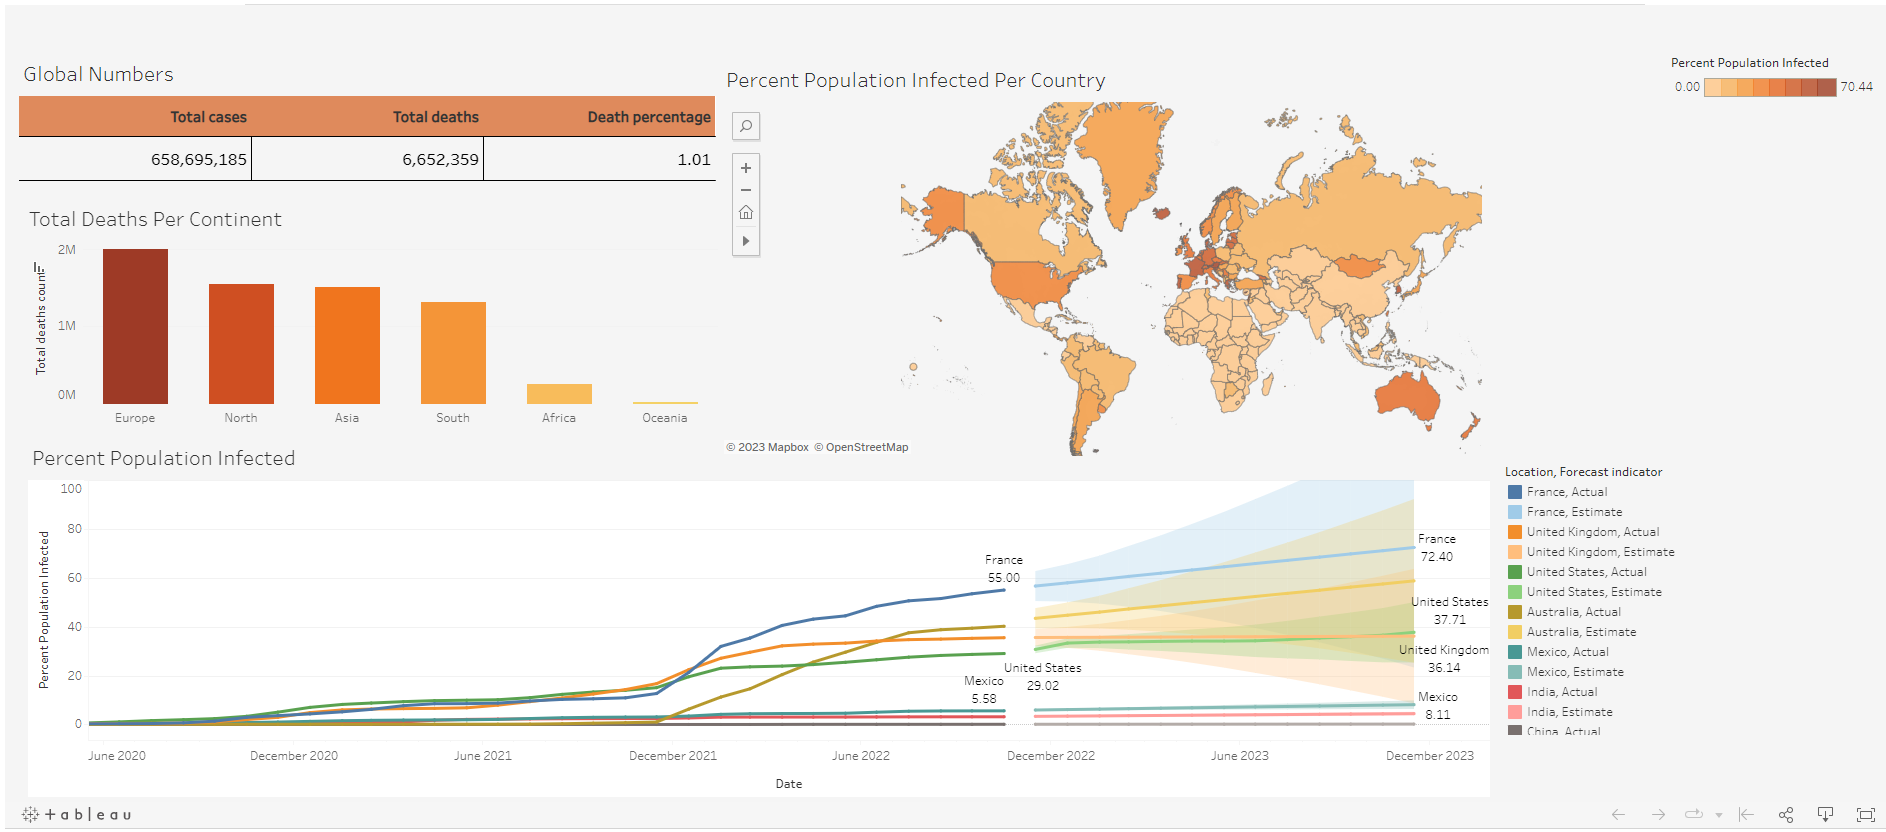 Global Numbers
Total cases Total deaths Death percentage
658,695,185 6,652,359 1.01
Total Deaths Per Continent
Total deaths count
2M
1M
0M
Europe North Asia South Africa Oceania
Percent Population Infected Per Country
© 2023 Mapbox © OpenStreetMap
Percent Population Infected
0.00 70.44
Percent Population Infected
Percent Population Infected
100
80
60
40
20
0
France
55.00
United States
29.02
Mexico
5.58
France
72.40
United States
37.71
United Kingdom
36.14
Mexico
8.11
June 2020 December 2020 June 2021 December 2021 June 2022 December 2022 June 2023 December 2023
Date
Location, Forecast indicator
France, Actual
France, Estimate
United Kingdom, Actual
United Kingdom, Estimate
United States, Actual
United States, Estimate
Australia, Actual
Australia, Estimate
Mexico, Actual
Mexico, Estimate
India, Actual
India, Estimate
China, Actual
+ a b l e a u